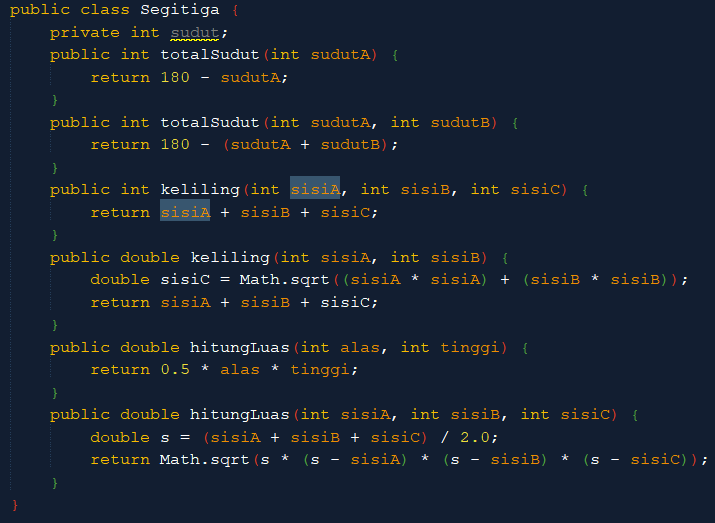 public class Segitiga {
    private int sudut;
    public int totalSudut(int sudutA) {
        return 180 - sudutA;
    }
    public int totalSudut(int sudutA, int sudutB) {
        return 180 - (sudutA + sudutB);
    }
    public int keliling(int sisiA, int sisiB, int sisiC) {
        return sisiA + sisiB + sisiC;
    }
    public double keliling(int sisiA, int sisiB) {
        double sisiC = Math.sqrt((sisiA * sisiA) + (sisiB * sisiB));
        return sisiA + sisiB + sisiC;
    }
    public double hitungLuas(int alas, int tinggi) {
        return 0.5 * alas * tinggi;
    }
    public double hitungLuas(int sisiA, int sisiB, int sisiC) {
        double s = (sisiA + sisiB + sisiC) / 2.0;
        return Math.sqrt(s * (s - sisiA) * (s - sisiB) * (s - sisiC));
    }
}